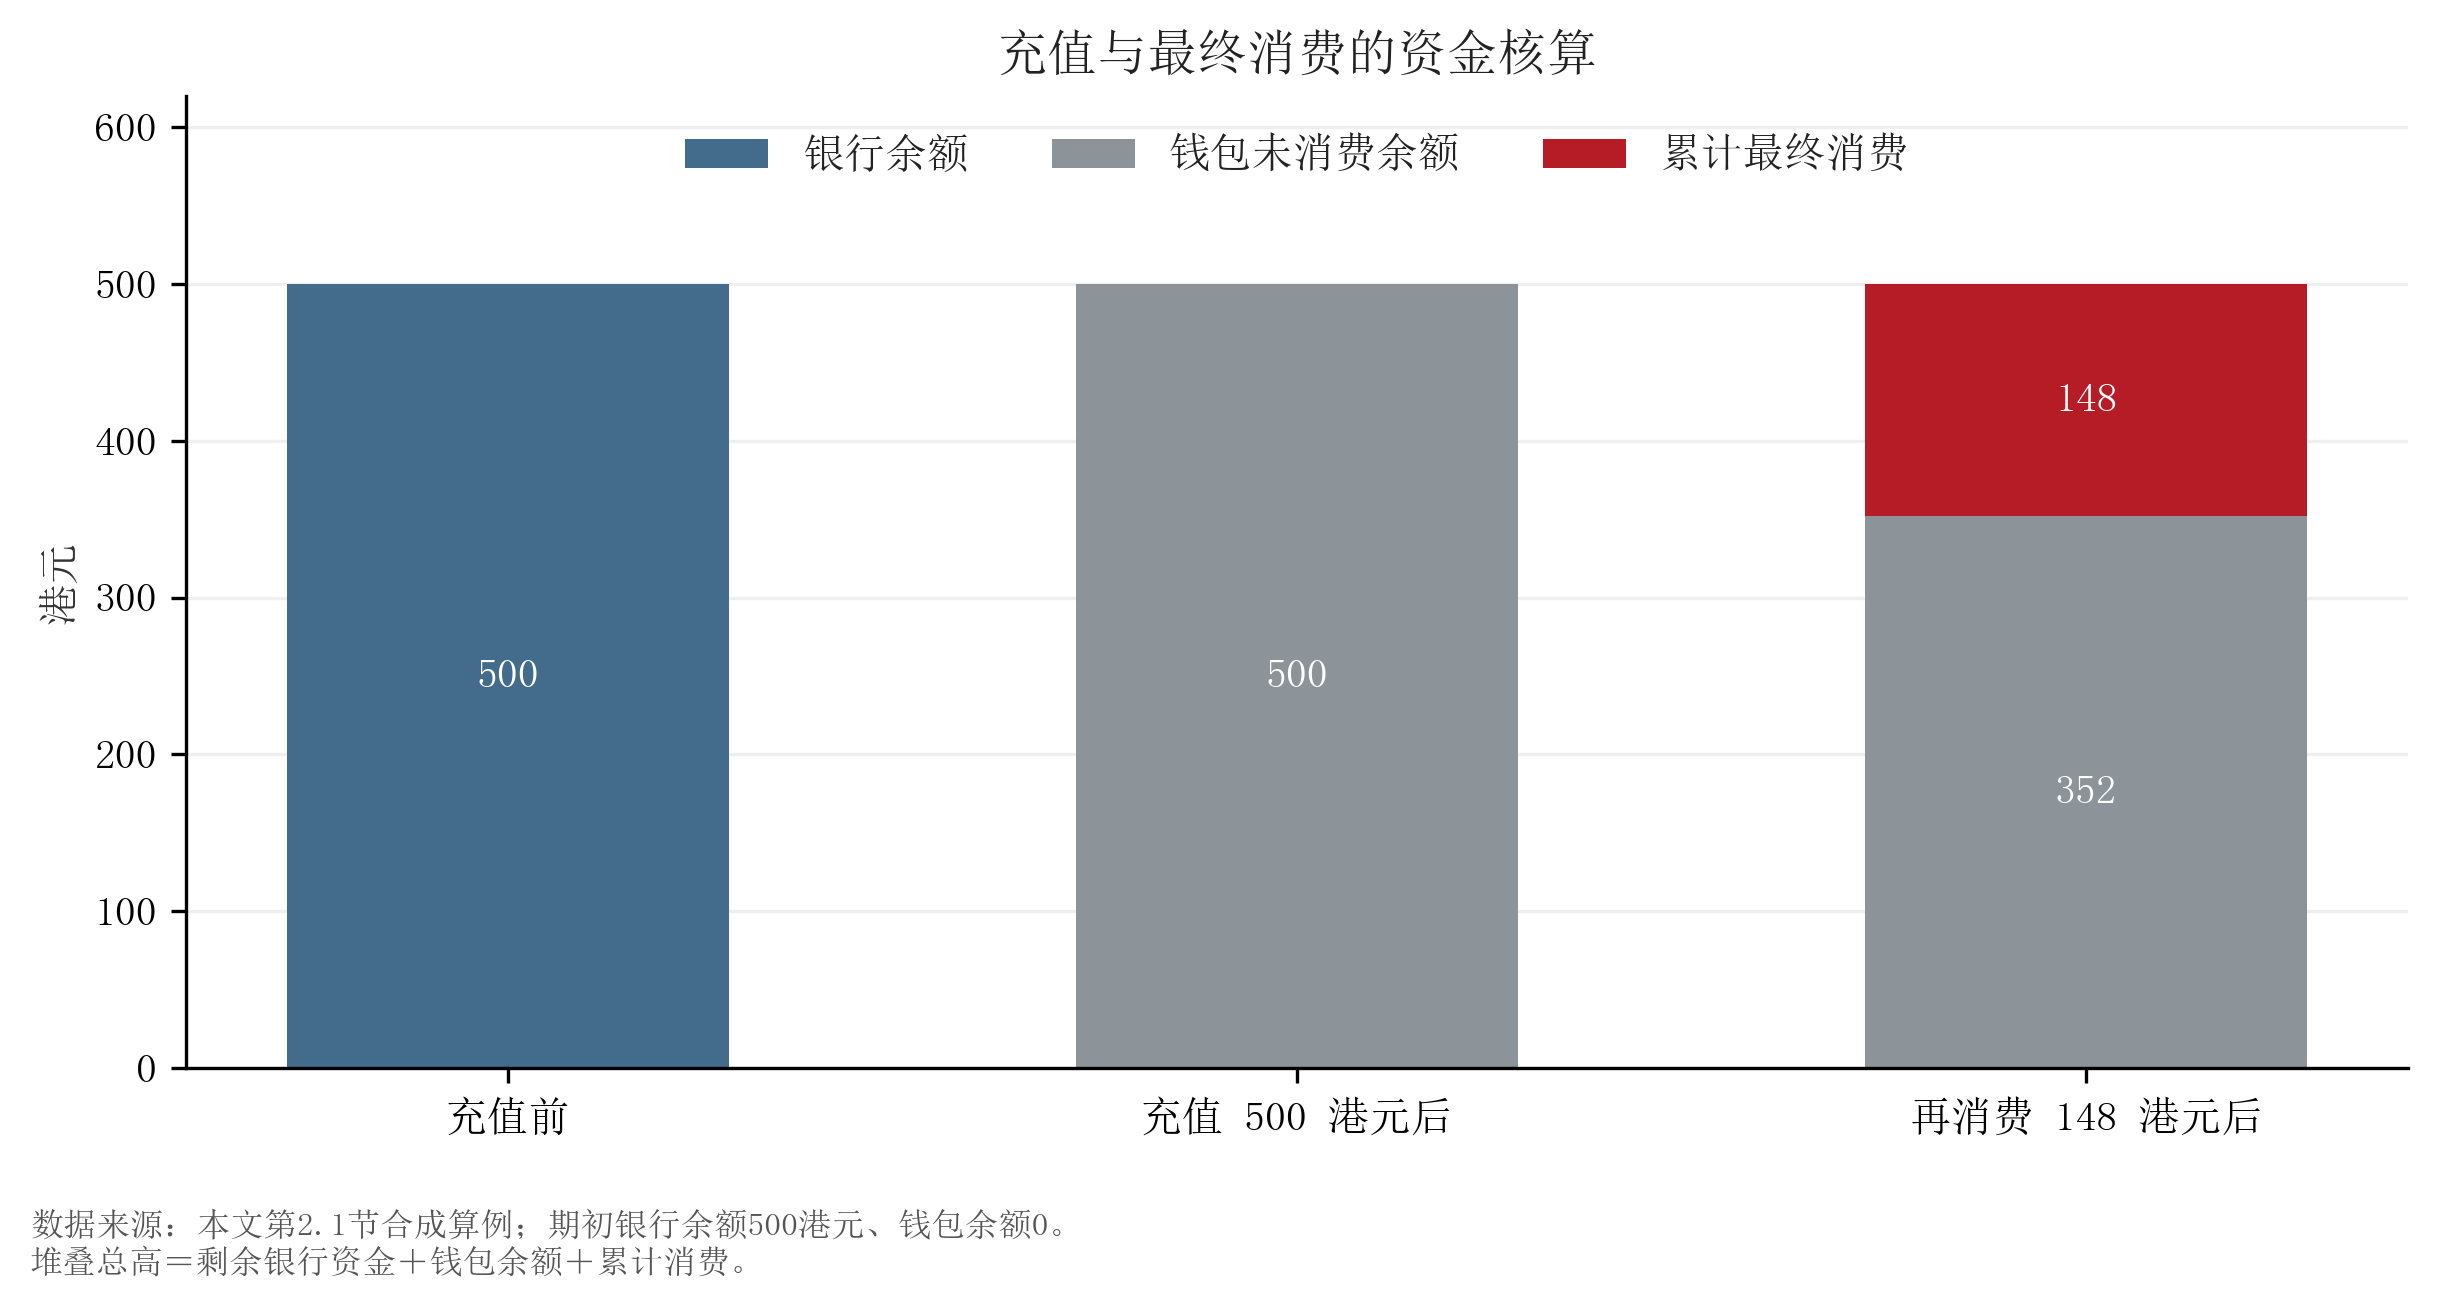 充值与最终消费的资金核算
银行余额
钱包未消费余额
累计最终消费
港元
600
500
400
300
200
100
0
500
500
148
352
充值前
充值 500 港元后
再消费 148 港元后
数据来源：本文第2.1节合成算例；期初银行余额500港元、钱包余额0。
堆叠总高＝剩余银行资金＋钱包余额＋累计消费。